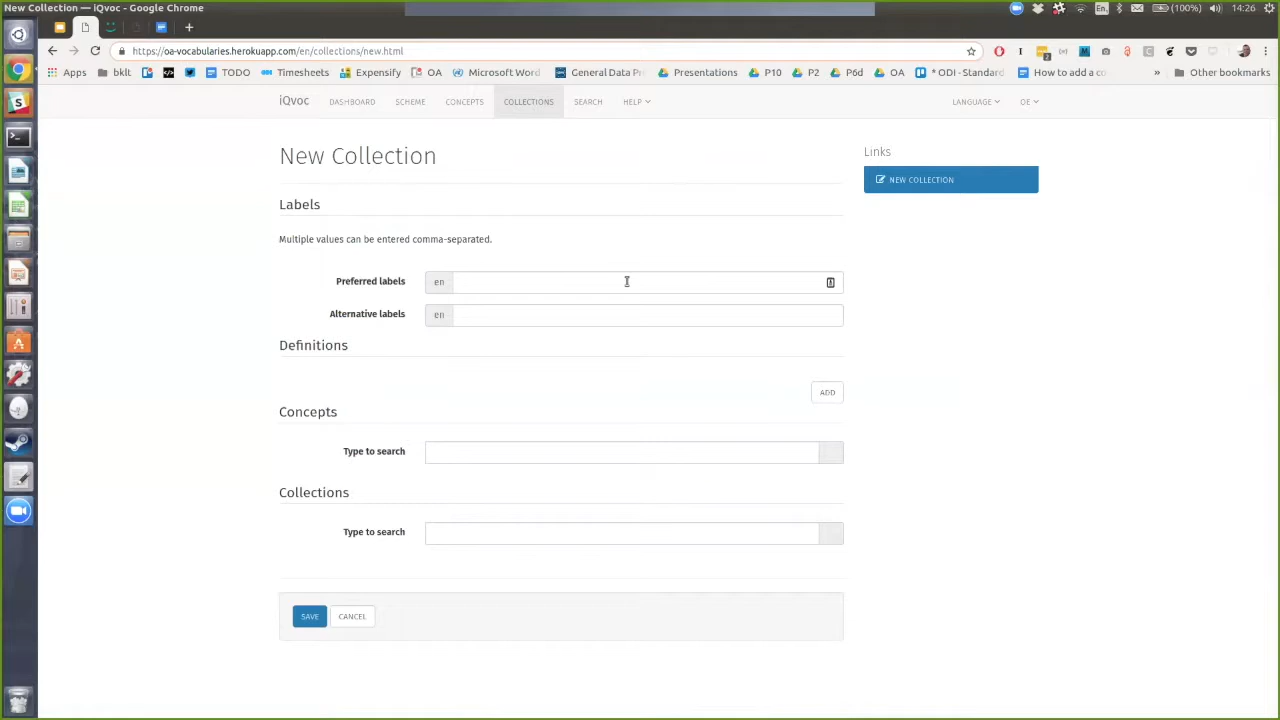 New Collection — iQvoc - Google Chrome
En
(100%)
14:26
https://oa-vocabularies.herokuapp.com/en/collections/new.html
Apps
bklt
TODO
Timesheets
Expensify
OA
Microsoft Word
General Data Pr
Presentations
P10
P2
P6d
OA
* ODI - Standard
How to add a co
»
Other bookmarks
iQvoc
DASHBOARD
SCHEME
CONCEPTS
COLLECTIONS
SEARCH
HELP
LANGUAGE
OE
New Collection
Links
NEW COLLECTION
Labels
Multiple values can be entered comma-separated.
Preferred labels
en
Alternative labels
en
Definitions
ADD
Concepts
Type to search
Collections
Type to search
SAVE
CANCEL